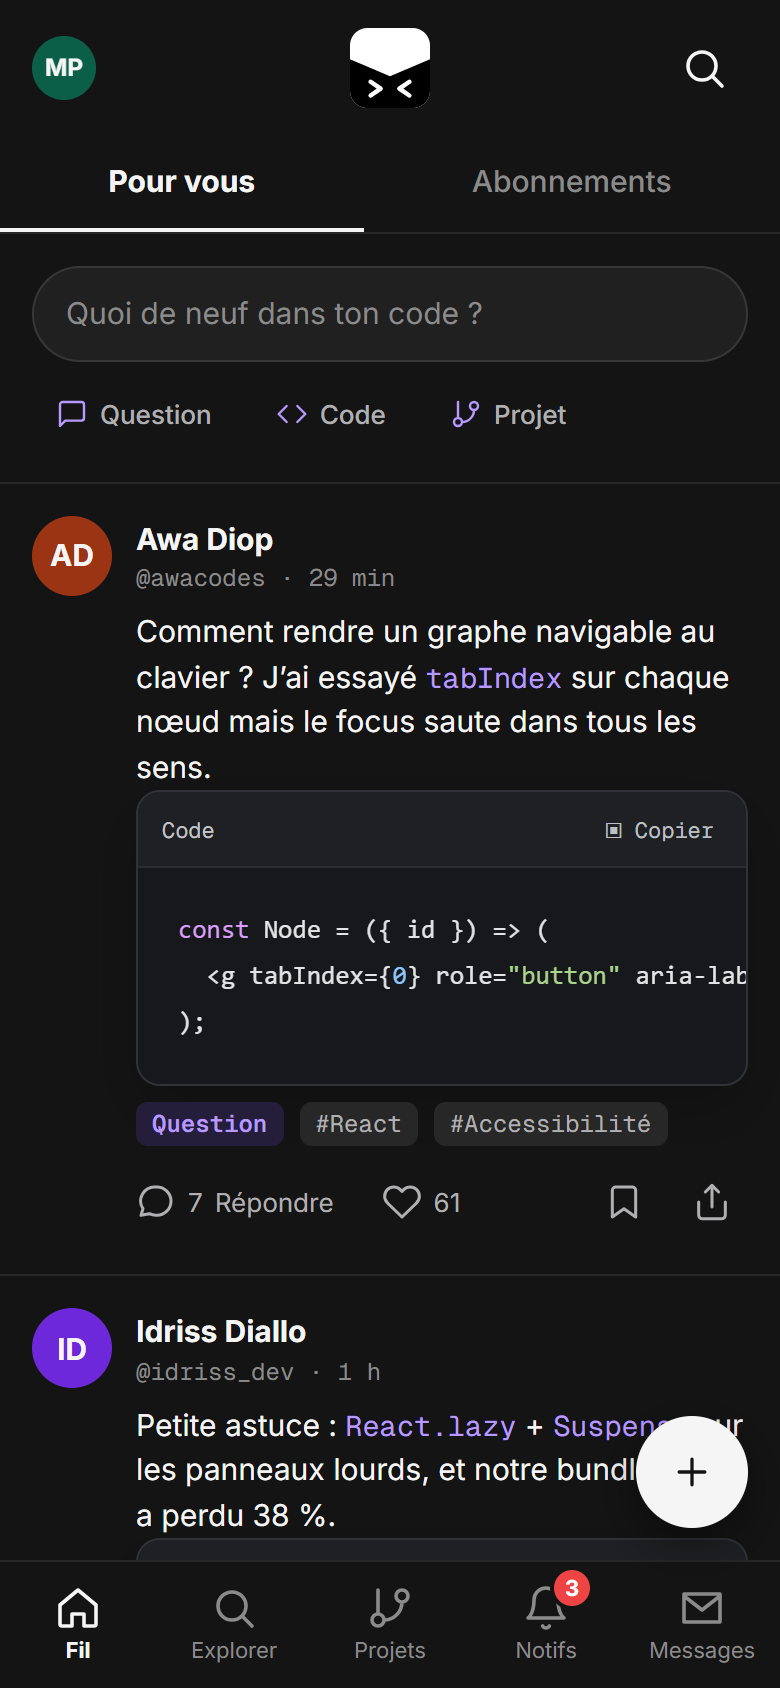 MP
Pour vous
Abonnements
Quoi de neuf dans ton code ?
Question
Code
Projet
AD
Awa Diop
@awacodes · 29 min
Comment rendre un graphe navigable au
clavier ? J’ai essayé tabIndex sur chaque
nœud mais le focus saute dans tous les
sens.
Code
Copier
const Node = ({ id }) => (
<g tabIndex={0} role="button" aria-lab
);
Question
#React
#Accessibilité
7 Répondre
61
ID
Idriss Diallo
@idriss_dev · 1 h
Petite astuce : React.lazy + Suspens
les panneaux lourds, et notre bundl
a perdu 38 %.
Fil
Explorer
Projets
3
Notifs
Messages